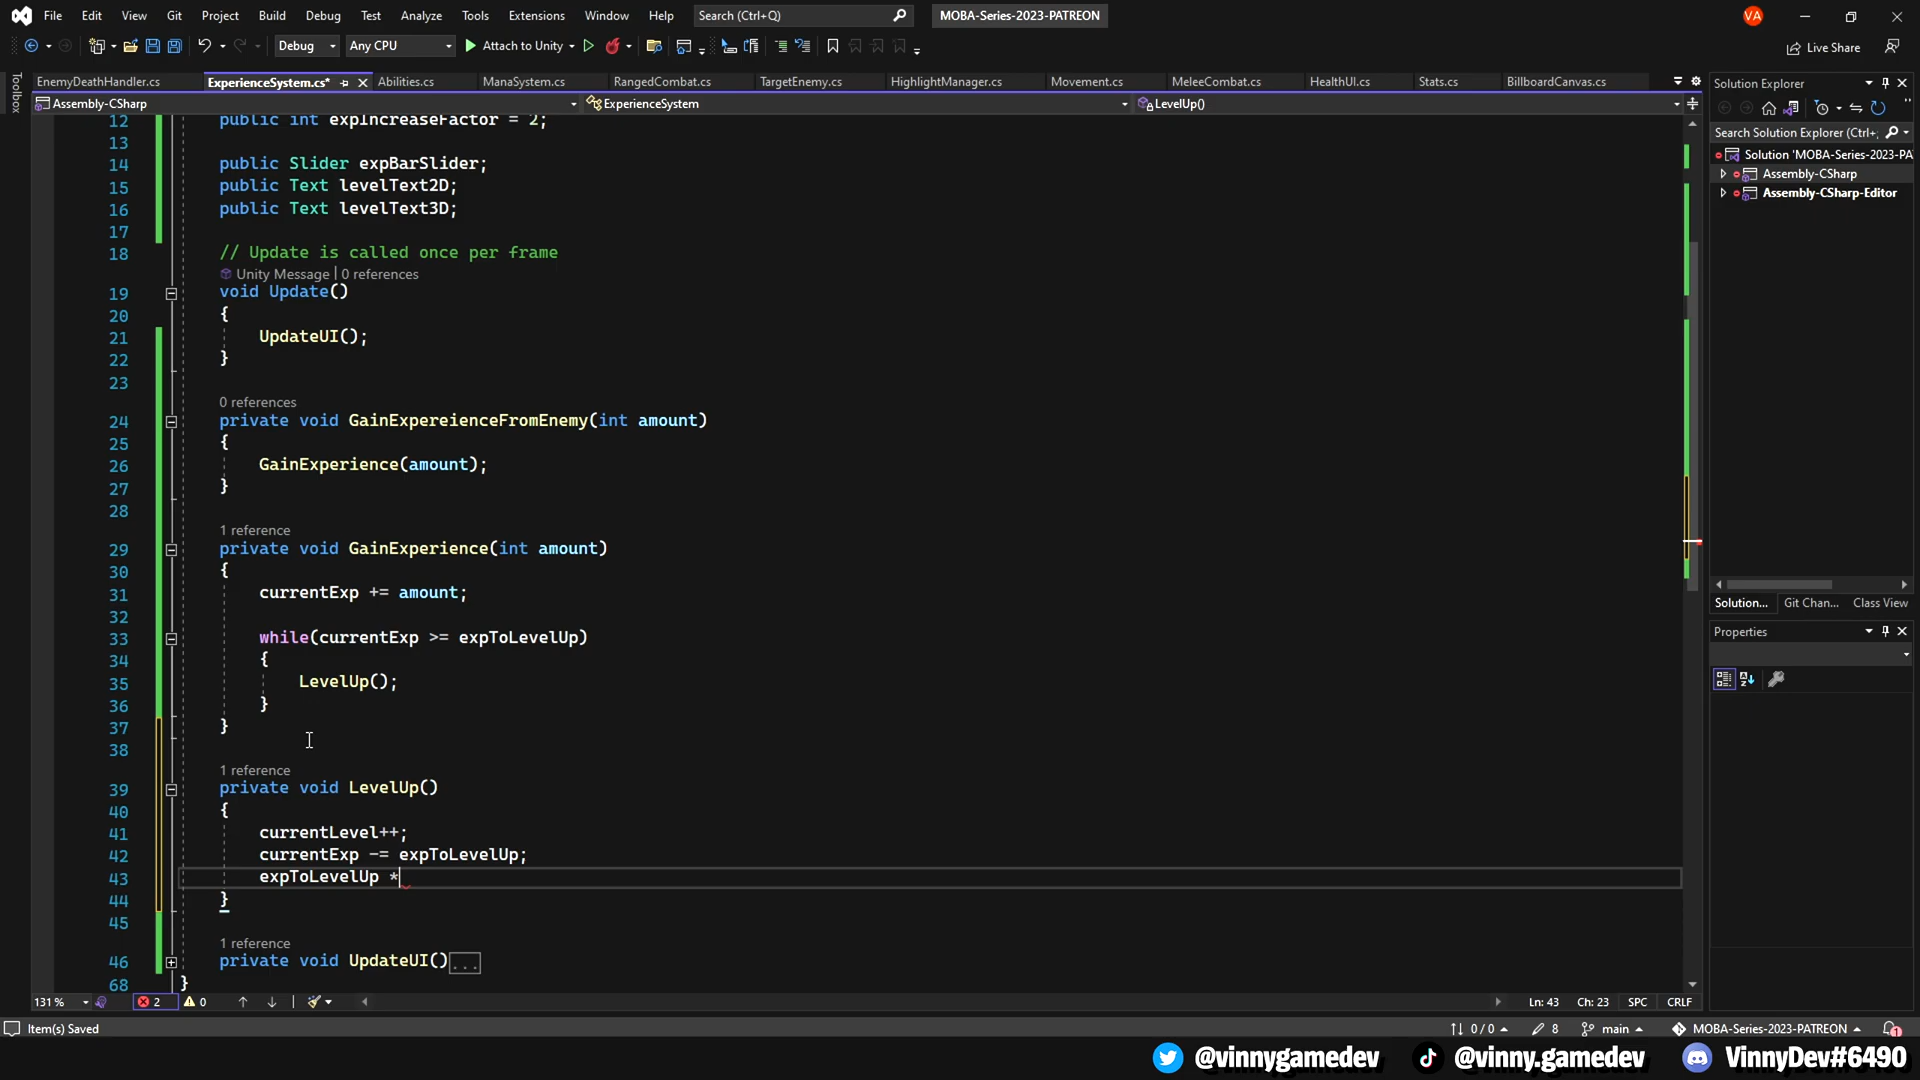 File Edit View Git Project Build Debug Test Analyze Tools Extensions Window Help Search (Ctrl+Q) MOBA-Series-2023-PATREON VA
Debug Any CPU Attach to Unity Live Share
EnemyDeathHandler.cs ExperienceSystem.cs* Abilities.cs ManaSystem.cs RangedCombat.cs TargetEnemy.cs HighlightManager.cs Movement.cs MeleeCombat.cs HealthUI.cs Stats.cs BillboardCanvas.cs
Assembly-CSharp ExperienceSystem LevelUp()
Toolbox
12 public int expIncreaseFactor = 2;
13
14 public Slider expBarSlider;
15 public Text levelText2D;
16 public Text levelText3D;
17
18 // Update is called once per frame
Unity Message | 0 references
19 void Update()
20 {
21 UpdateUI();
22 }
23
0 references
24 private void GainExpereienceFromEnemy(int amount)
25 {
26 GainExperience(amount);
27 }
28
1 reference
29 private void GainExperience(int amount)
30 {
31 currentExp += amount;
32
33 while(currentExp >= expToLevelUp)
34 {
35 LevelUp();
36 }
37 }
38
1 reference
39 private void LevelUp()
40 {
41 currentLevel++;
42 currentExp -= expToLevelUp;
43 expToLevelUp *
44 }
45
1 reference
46 private void UpdateUI()...
68 }
131 % 2 0 Ln: 43 Ch: 23 SPC CRLF
Solution Explorer
Search Solution Explorer (Ctrl+;
Solution 'MOBA-Series-2023-PA
Assembly-CSharp
Assembly-CSharp-Editor
Solution... Git Chan... Class View
Properties
Item(s) Saved 0 / 0 8 main MOBA-Series-2023-PATREON 1
@vinnygamedev @vinny.gamedev VinnyDev#6490